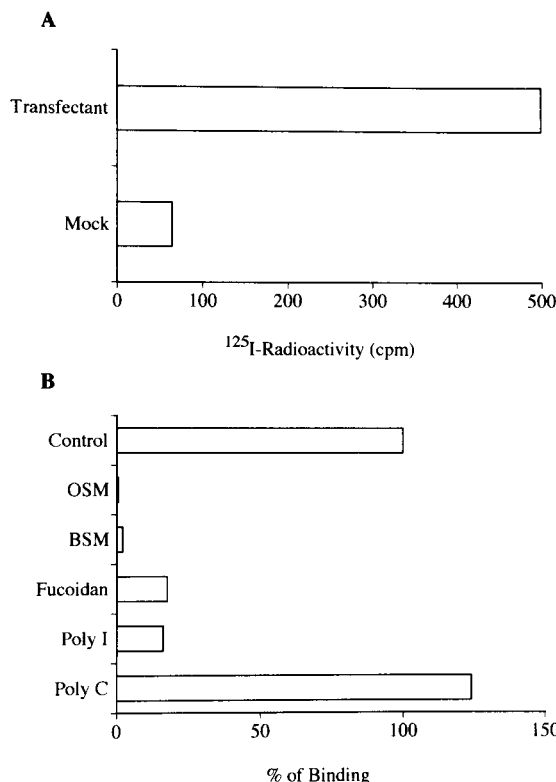 A
Transfectant
Mock
0 100 200 300 400 500
125I-Radioactivity (cpm)
B
Control
OSM
BSM
Fucoidan
Poly I
Poly C
0 50 100 150
% of Binding